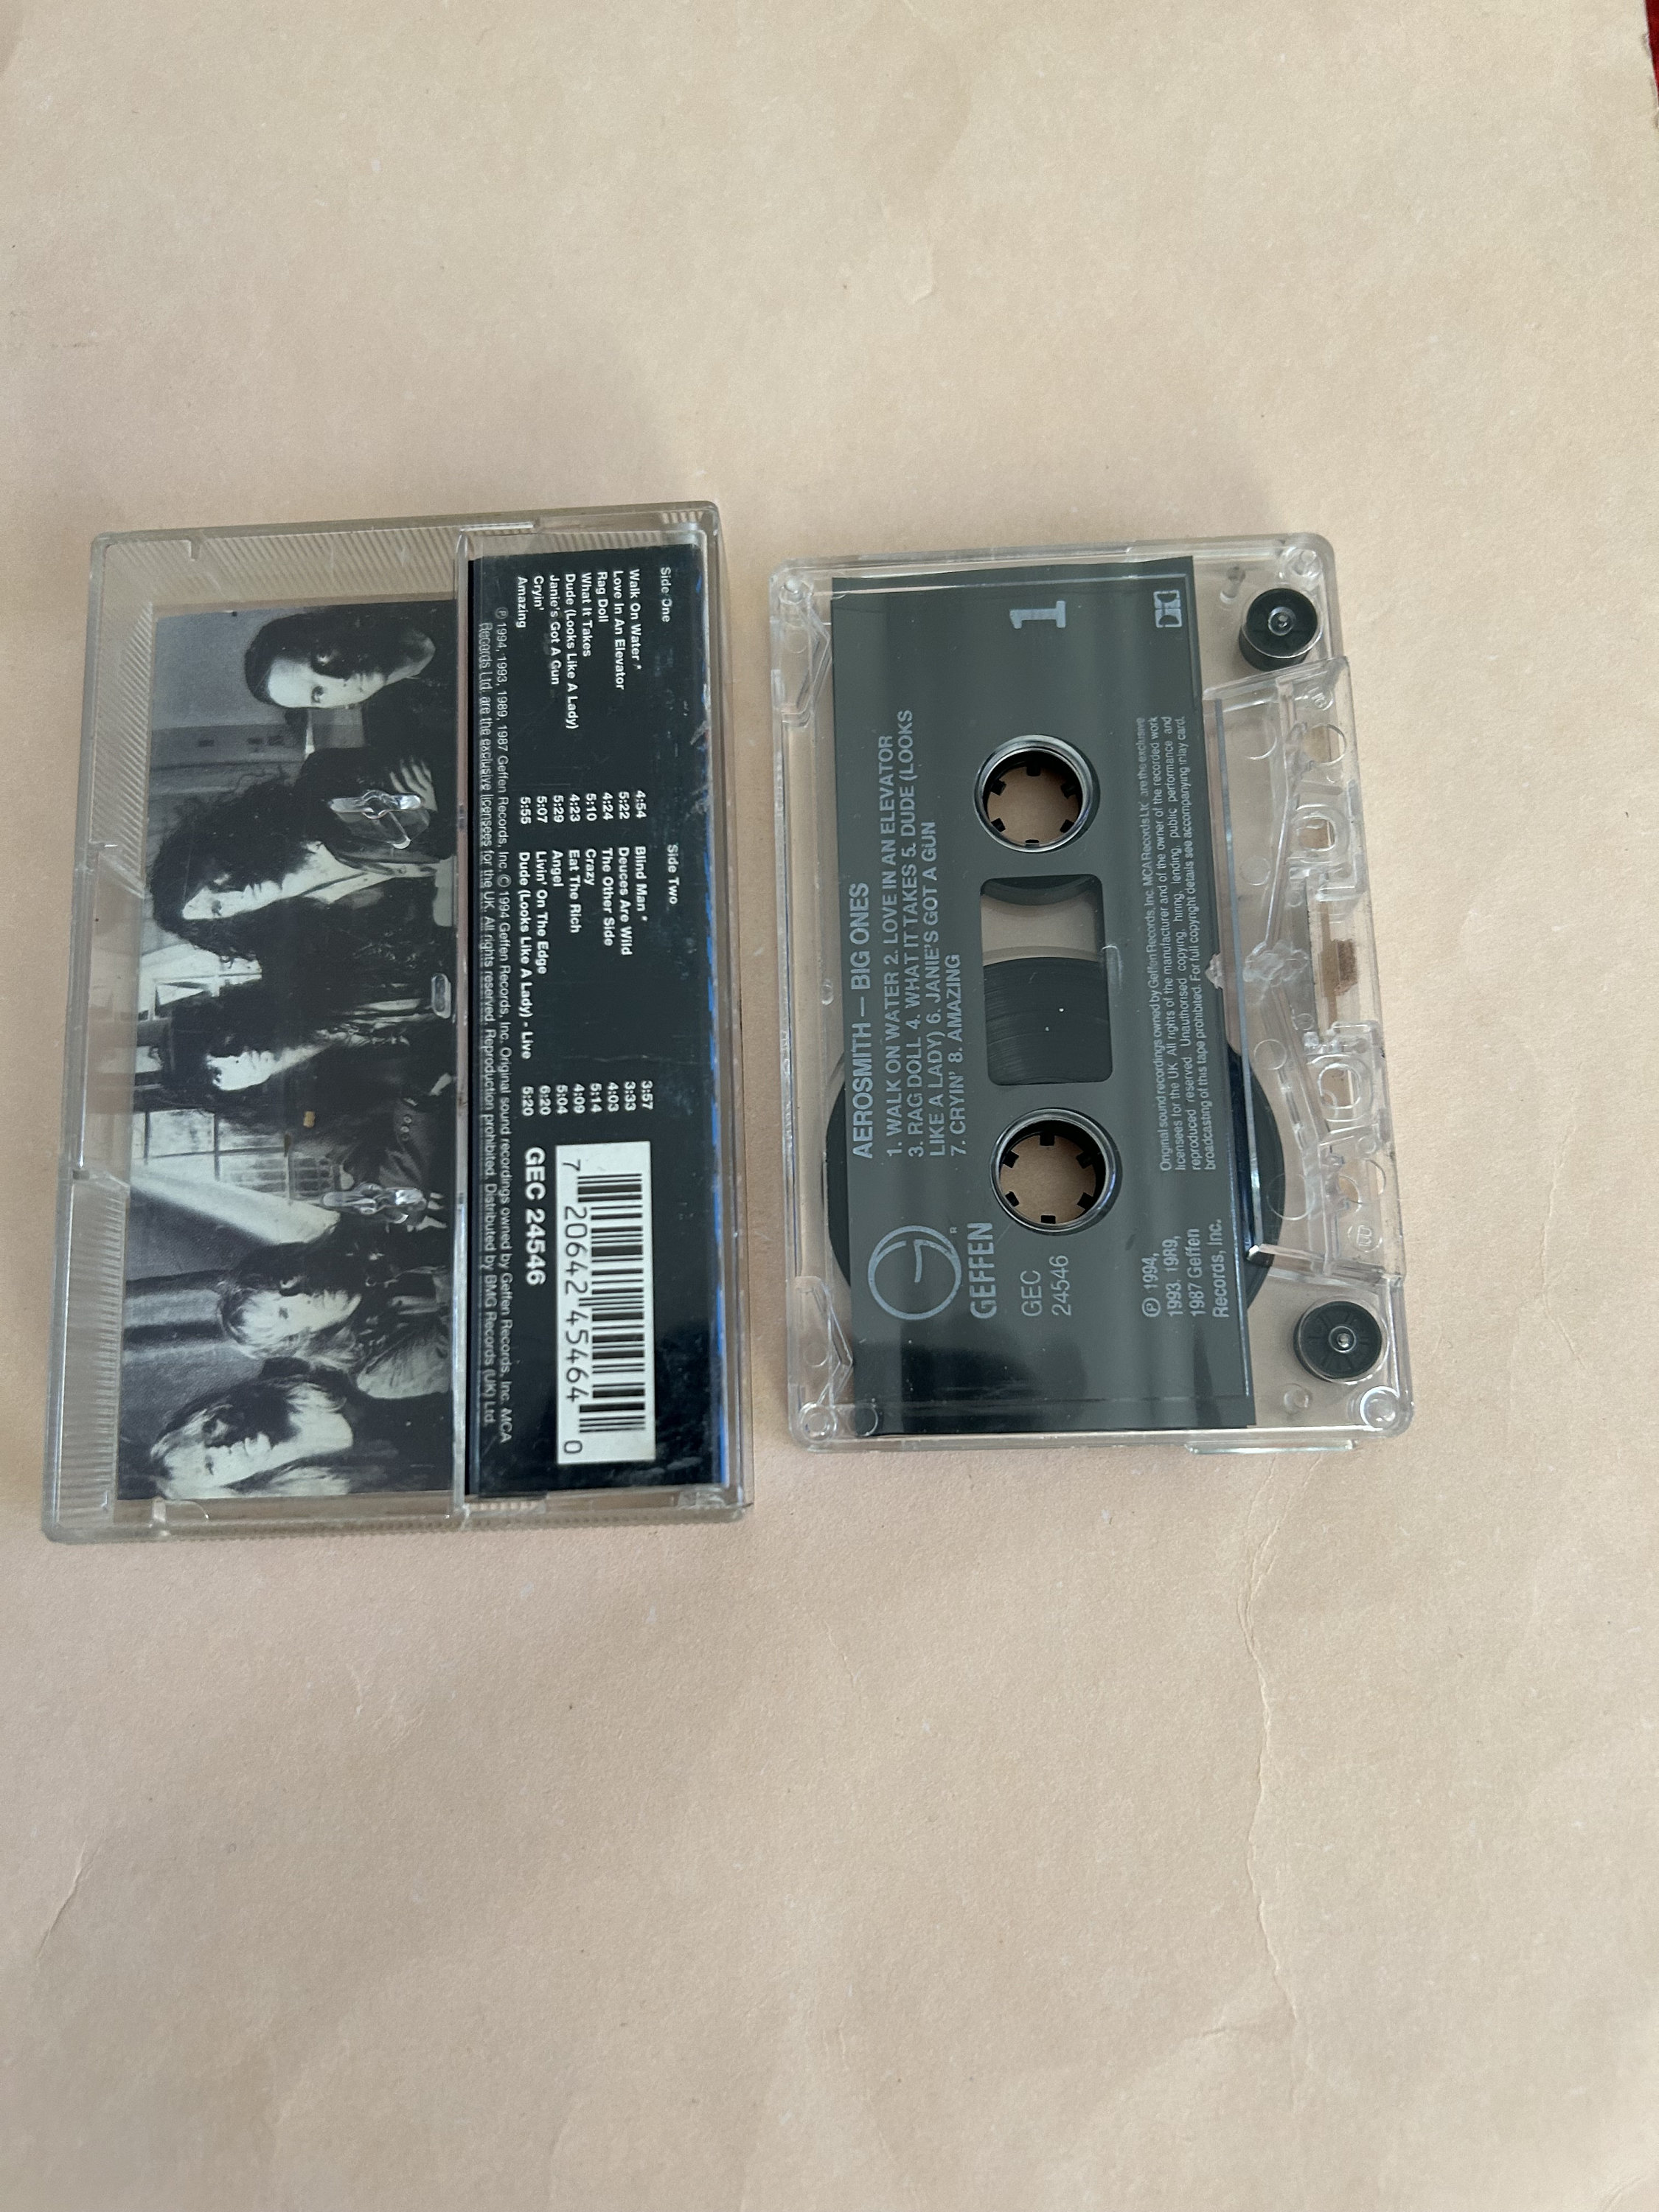 Side One
Walk On Water * 4:54
Love In An Elevator 5:22
Rag Doll 4:24
What It Takes 5:10
Dude (Looks Like A Lady) 4:23
Janie's Got A Gun 5:29
Cryin' 5:07
Amazing 5:55
Side Two
Blind Man * 3:57
Deuces Are Wild 3:33
The Other Side 4:03
Crazy 5:14
Eat The Rich 4:09
Angel 5:04
Livin' On The Edge 6:20
Dude (Looks Like A Lady) - Live 5:20
7 20642 45464 0
GEC 24546
℗ 1994, 1993, 1989, 1987 Geffen Records, Inc. © 1994 Geffen Records, Inc. Original sound recordings owned by Geffen Records, Inc. MCA
Records Ltd. are the exclusive licensees for the UK. All rights reserved. Reproduction prohibited. Distributed by BMG Records (UK) Ltd.
AEROSMITH — BIG ONES
1. WALK ON WATER 2. LOVE IN AN ELEVATOR
3. RAG DOLL 4. WHAT IT TAKES 5. DUDE (LOOKS
LIKE A LADY) 6. JANIE'S GOT A GUN
7. CRYIN' 8. AMAZING
1
GEFFEN
®
GEC
24546
Original sound recordings owned by Geffen Records, Inc. MCA Records Ltd. are the exclusive
licensees for the UK. All rights of the manufacturer and of the owner of the recorded work
reproduced reserved. Unauthorised copying, hiring, lending, public performance and
broadcasting of this tape prohibited. For full copyright details see accompanying inlay card.
℗ 1994,
1993, 1989,
1987 Geffen
Records, Inc.